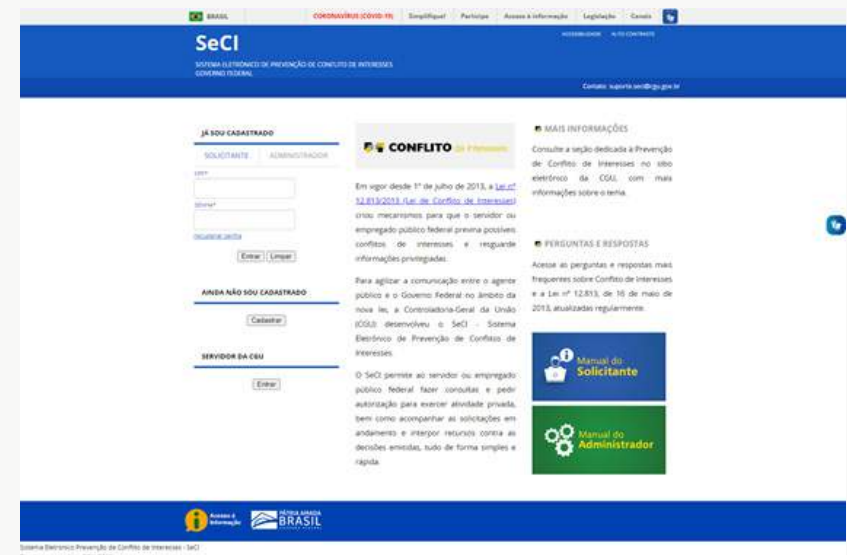 BRASIL
CORONAVÍRUS (COVID-19)
Simplifique!
Participe
Acesso à informação
Legislação
Canais
SeCI
ACESSIBILIDADE
ALTO CONTRASTE
SISTEMA ELETRÔNICO DE PREVENÇÃO DE CONFLITO DE INTERESSES
GOVERNO FEDERAL
Contato: suporte.seci@cgu.gov.br
JÁ SOU CADASTRADO
SOLICITANTE
ADMINISTRADOR
Senha*
recuperar senha
Entrar
Limpar
AINDA NÃO SOU CADASTRADO
Cadastrar
SERVIDOR DA CGU
Entrar
CONFLITO de Interesses
Em vigor desde 1º de julho de 2013, a Lei nº
12.813/2013 (Lei de Conflito de Interesses)
criou mecanismos para que o servidor ou
empregado público federal previna possíveis
conflitos de interesses e resguarde
informações privilegiadas.
Para agilizar a comunicação entre o agente
público e o Governo Federal no âmbito da
nova lei, a Controladoria-Geral da União
(CGU) desenvolveu o SeCI - Sistema
Eletrônico de Prevenção de Conflitos de
Interesses.
O SeCI permite ao servidor ou empregado
público federal fazer consultas e pedir
autorização para exercer atividade privada,
bem como acompanhar as solicitações em
andamento e interpor recursos contra as
decisões emitidas, tudo de forma simples e
rápida.
MAIS INFORMAÇÕES
Consulte a seção dedicada à Prevenção
de Conflito de Interesses no sítio
eletrônico da CGU, com mais
informações sobre o tema.
PERGUNTAS E RESPOSTAS
Acesse as perguntas e respostas mais
frequentes sobre Conflito de Interesses
e a Lei nº 12.813, de 16 de maio de
2013, atualizadas regularmente.
Manual do
Solicitante
Manual do
Administrador
Acesso à
Informação
PÁTRIA AMADA
BRASIL
Sistema Eletrônico Prevenção de Conflito de Interesses - SeCI